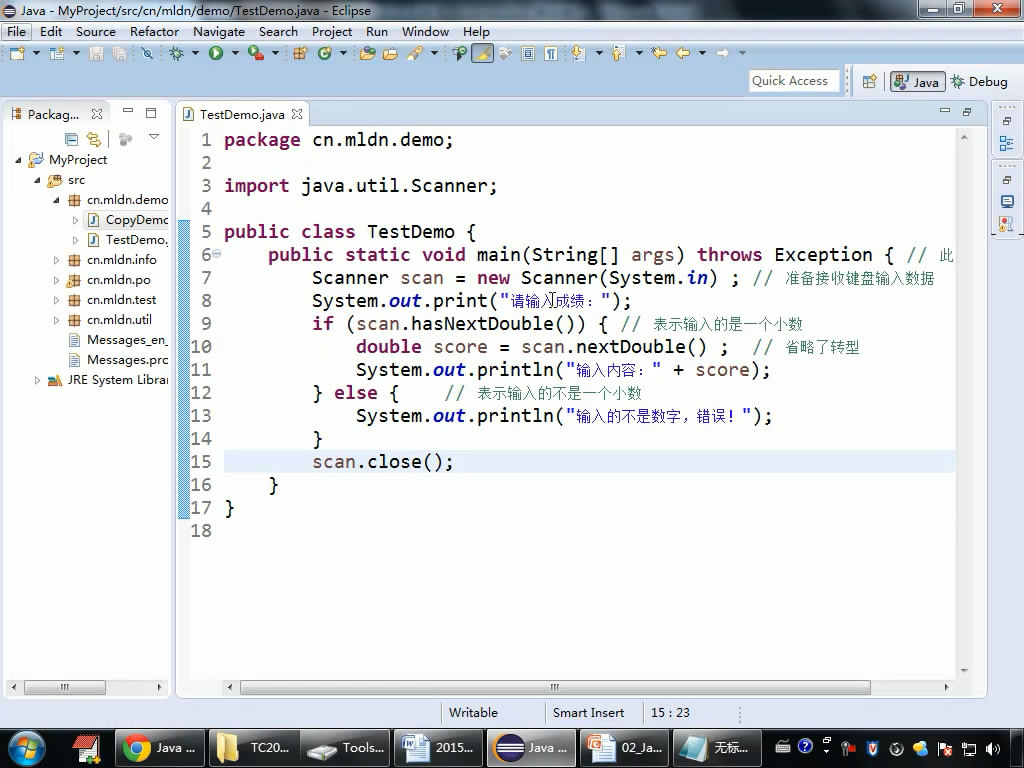 Java - MyProject/src/cn/mldn/demo/TestDemo.java - Eclipse
File Edit Source Refactor Navigate Search Project Run Window Help
Quick Access
Java
Debug
Packag...
TestDemo.java
MyProject
src
cn.mldn.demo
CopyDemo
TestDemo.
cn.mldn.info
cn.mldn.po
cn.mldn.test
cn.mldn.util
Messages_en_
Messages.pro
JRE System Librar
1 package cn.mldn.demo;
2
3 import java.util.Scanner;
4
5 public class TestDemo {
6 public static void main(String[] args) throws Exception { // 此
7 Scanner scan = new Scanner(System.in) ; // 准备接收键盘输入数据
8 System.out.print("请输入成绩：");
9 if (scan.hasNextDouble()) { // 表示输入的是一个小数
10 double score = scan.nextDouble() ; // 省略了转型
11 System.out.println("输入内容：" + score);
12 } else { // 表示输入的不是一个小数
13 System.out.println("输入的不是数字，错误！");
14 }
15 scan.close();
16 }
17 }
18
Writable
Smart Insert
15 : 23
Java ...
TC20...
Tools...
2015...
Java ...
02_Ja...
无标...